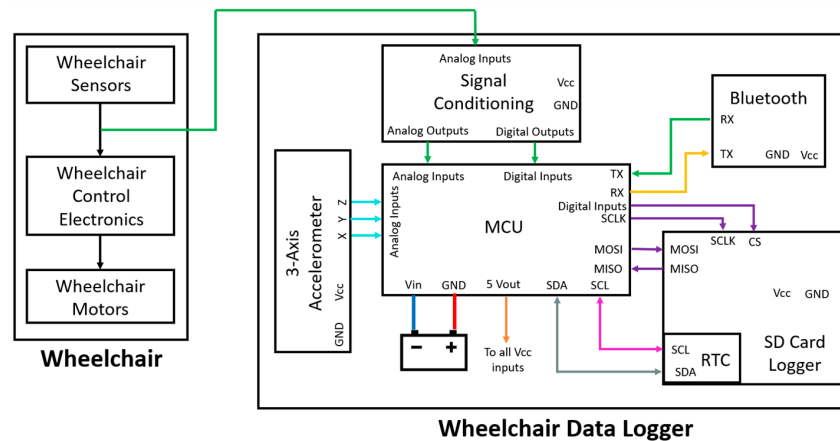 Wheelchair
Sensors
Wheelchair
Control
Electronics
Wheelchair
Motors
Wheelchair
Analog Inputs
Signal
Conditioning
Vcc
GND
Analog Outputs
Digital Outputs
Bluetooth
RX
TX
GND
Vcc
3-Axis
Accelerometer
Z
Y
X
Vcc
GND
Analog Inputs
Digital Inputs
Analog Inputs
MCU
TX
RX
Digital Inputs
SCLK
MOSI
MISO
Vin
GND
5 Vout
SDA
SCL
−
+
To all Vcc
inputs
SCLK
CS
MOSI
MISO
Vcc
GND
SD Card
Logger
SCL
RTC
SDA
Wheelchair Data Logger